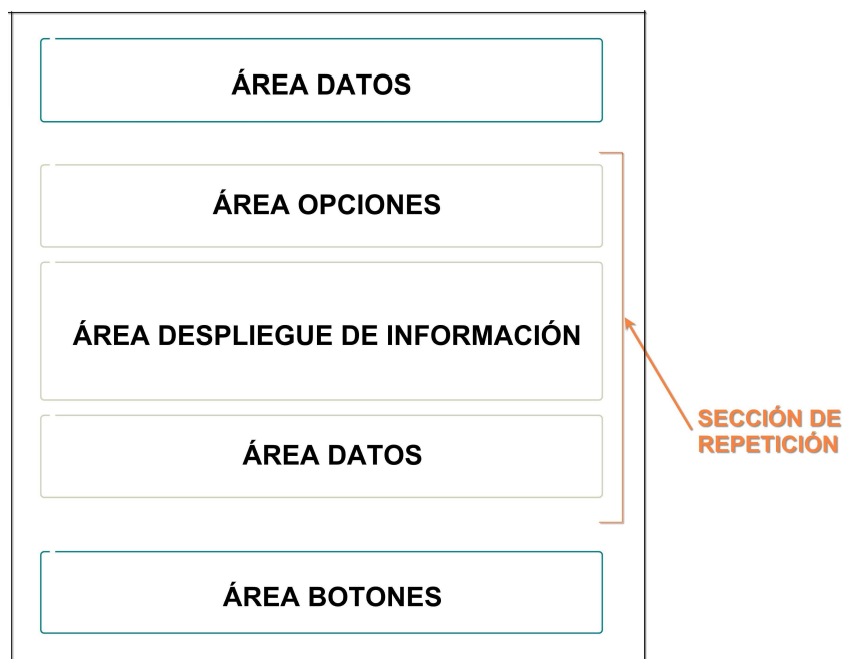 ÁREA DATOS
ÁREA OPCIONES
ÁREA DESPLIEGUE DE INFORMACIÓN
SECCIÓN DE
REPETICIÓN
ÁREA DATOS
ÁREA BOTONES